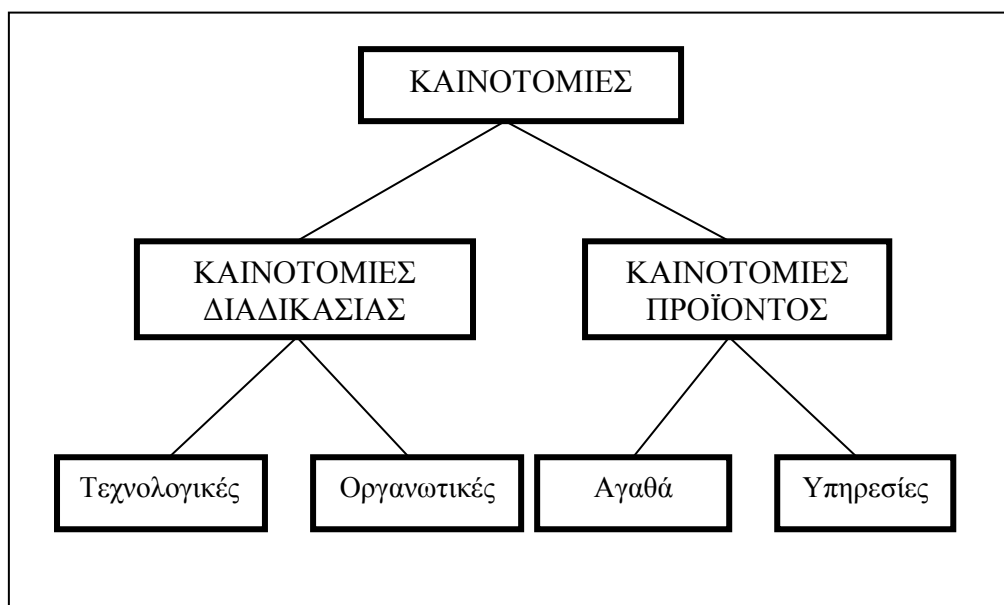 ΚΑΙΝΟΤΟΜΙΕΣ
ΚΑΙΝΟΤΟΜΙΕΣ
ΔΙΑΔΙΚΑΣΙΑΣ
ΚΑΙΝΟΤΟΜΙΕΣ
ΠΡΟΪΟΝΤΟΣ
Τεχνολογικές
Οργανωτικές
Αγαθά
Υπηρεσίες